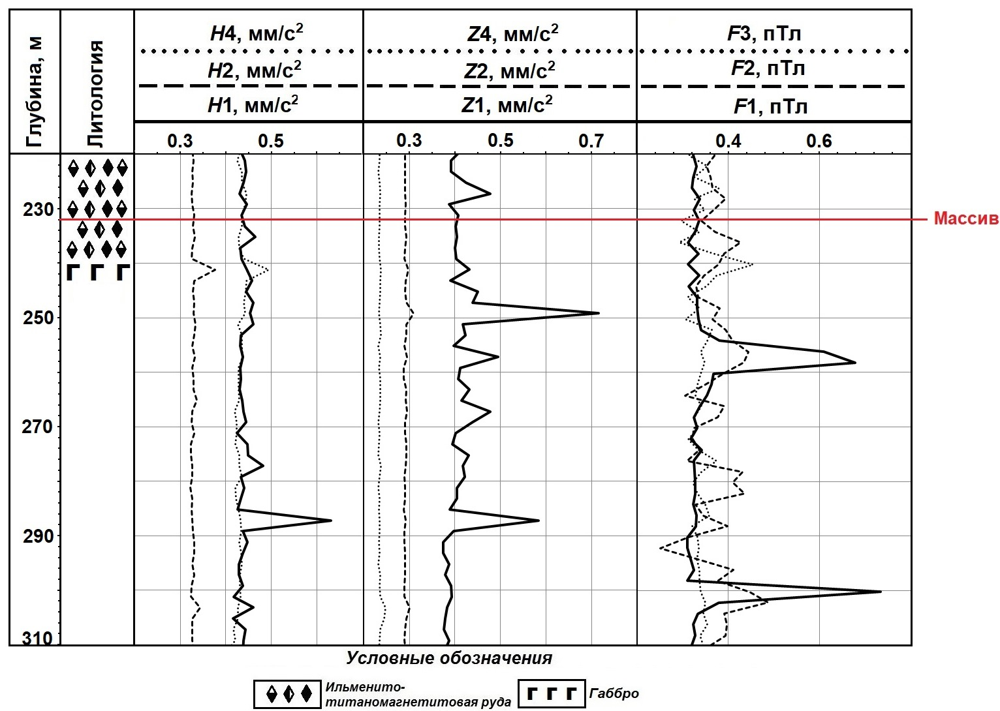 Глубина, м
Литология
H4, мм/с²
H2, мм/с²
H1, мм/с²
Z4, мм/с²
Z2, мм/с²
Z1, мм/с²
F3, пТл
F2, пТл
F1, пТл
0.3 0.5
0.3 0.5 0.7
0.4 0.6
230
Массив
250
270
290
310
Условные обозначения
Ильменито-
титаномагнетитовая руда
Габбро